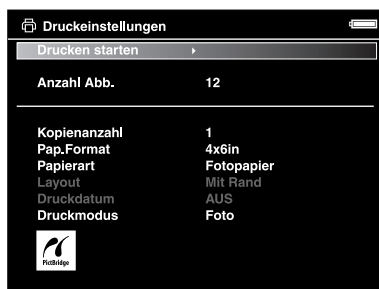 Druckeinstellungen
Drucken starten
Anzahl Abb. 12
Kopienanzahl 1
Pap.Format 4x6in
Papierart Fotopapier
Layout Mit Rand
Druckdatum AUS
Druckmodus Foto
PictBridge